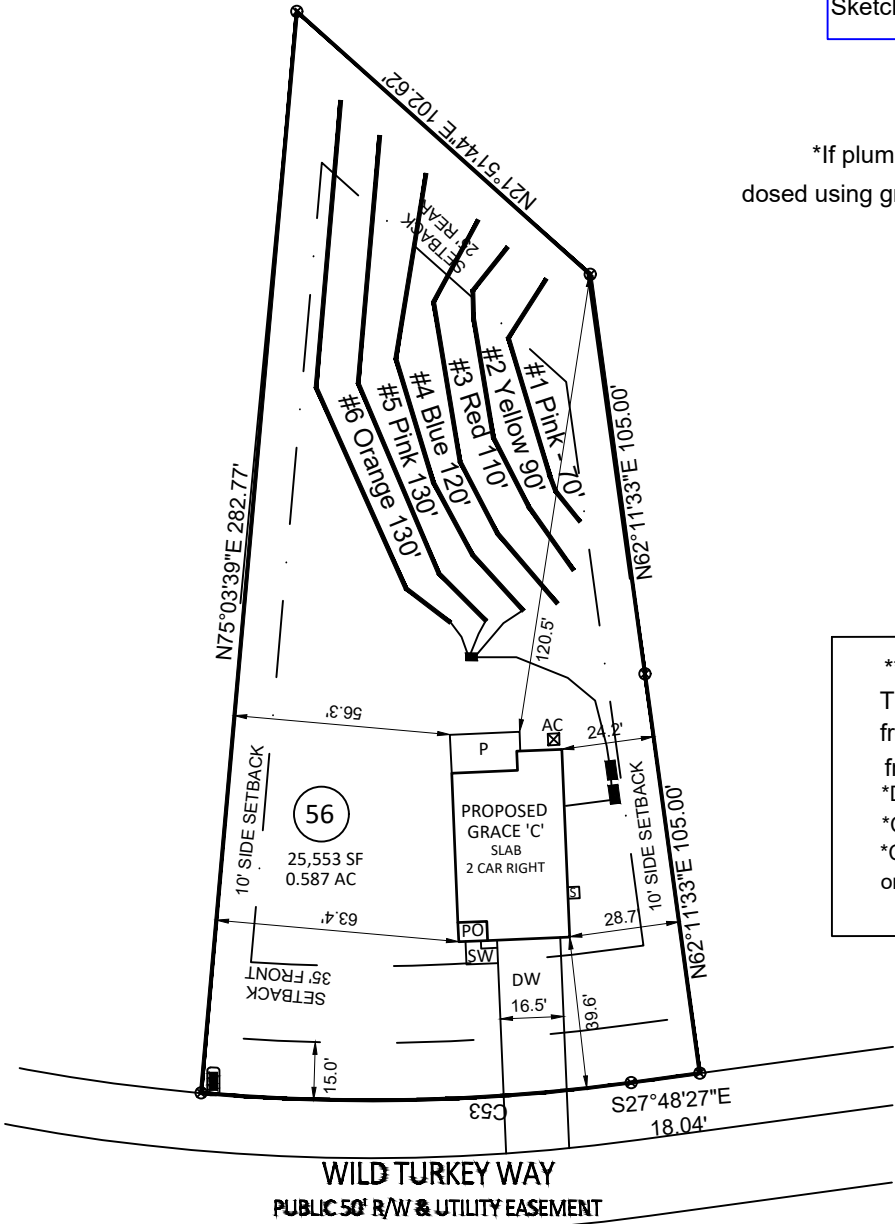 Sketc
*If plum
dosed using g
N21°51'44"E 102.62'
25' REAR
SETBACK
#1 Pink - 70'
#2 Yellow 90'
#3 Red 110'
#4 Blue 120'
#5 Pink 130'
#6 Orange 130'
N75°03'39"E 282.77'
N62°11'33"E 105.00'
120.5'
**
T
fr
fr
*D
*C
*C
or
56.3'
P
AC
24.2'
10' SIDE SETBACK
56
25,553 SF
0.587 AC
PROPOSED
GRACE 'C'
SLAB
2 CAR RIGHT
S
10' SIDE SETBACK
N62°11'33"E 105.00'
63.4'
PO
SW
28.7
35' FRONT
SETBACK
DW
16.5'
39.6'
15.0'
C53
S27°48'27"E
18.04'
WILD TURKEY WAY
PUBLIC 50' R/W & UTILITY EASEMENT